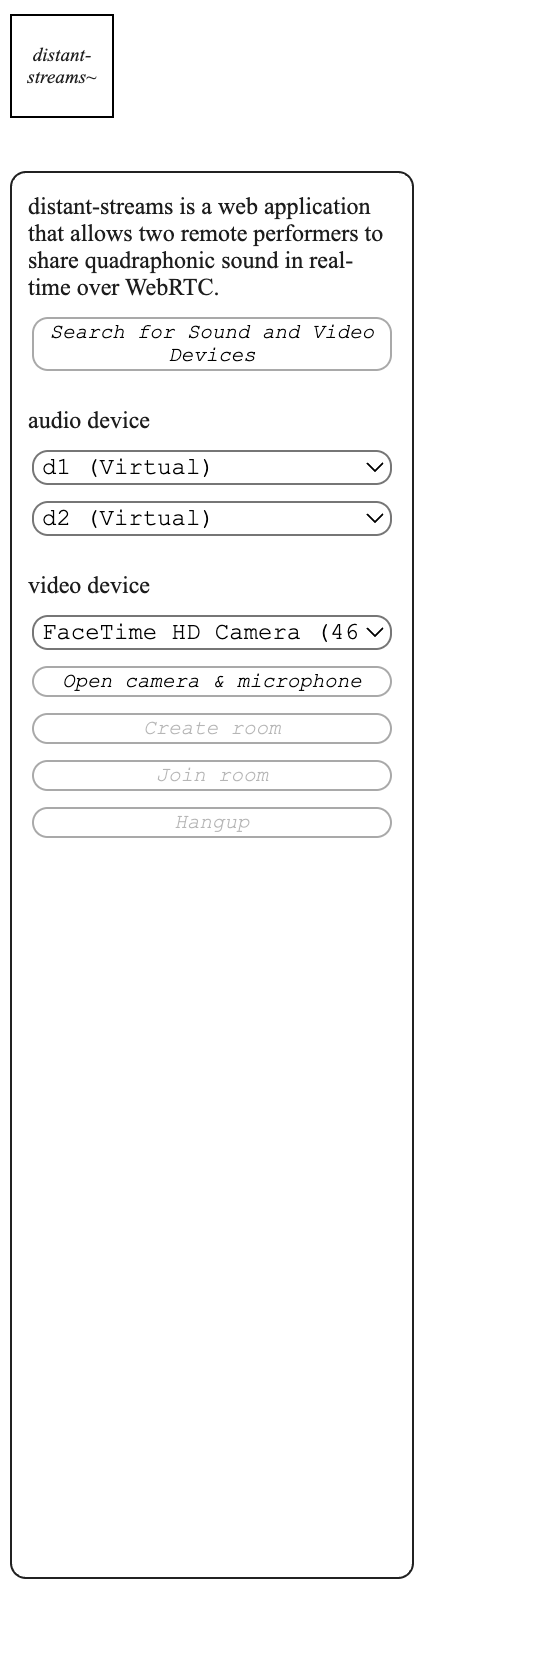 distant-
streams~
distant-streams is a web application
that allows two remote performers to
share quadraphonic sound in real-
time over WebRTC.
Search for Sound and Video
Devices
audio device
d1 (Virtual)
d2 (Virtual)
video device
FaceTime HD Camera (46
Open camera & microphone
Create room
Join room
Hangup